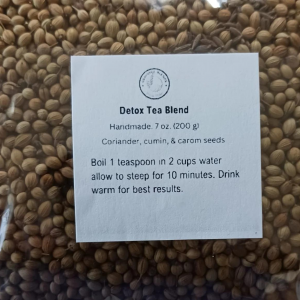 Detox Tea Blend
Handmade. 7 oz. (200 g)
Coriander, cumin, & carom seeds
Boil 1 teaspoon in 2 cups water
allow to steep for 10 minutes. Drink
warm for best results.